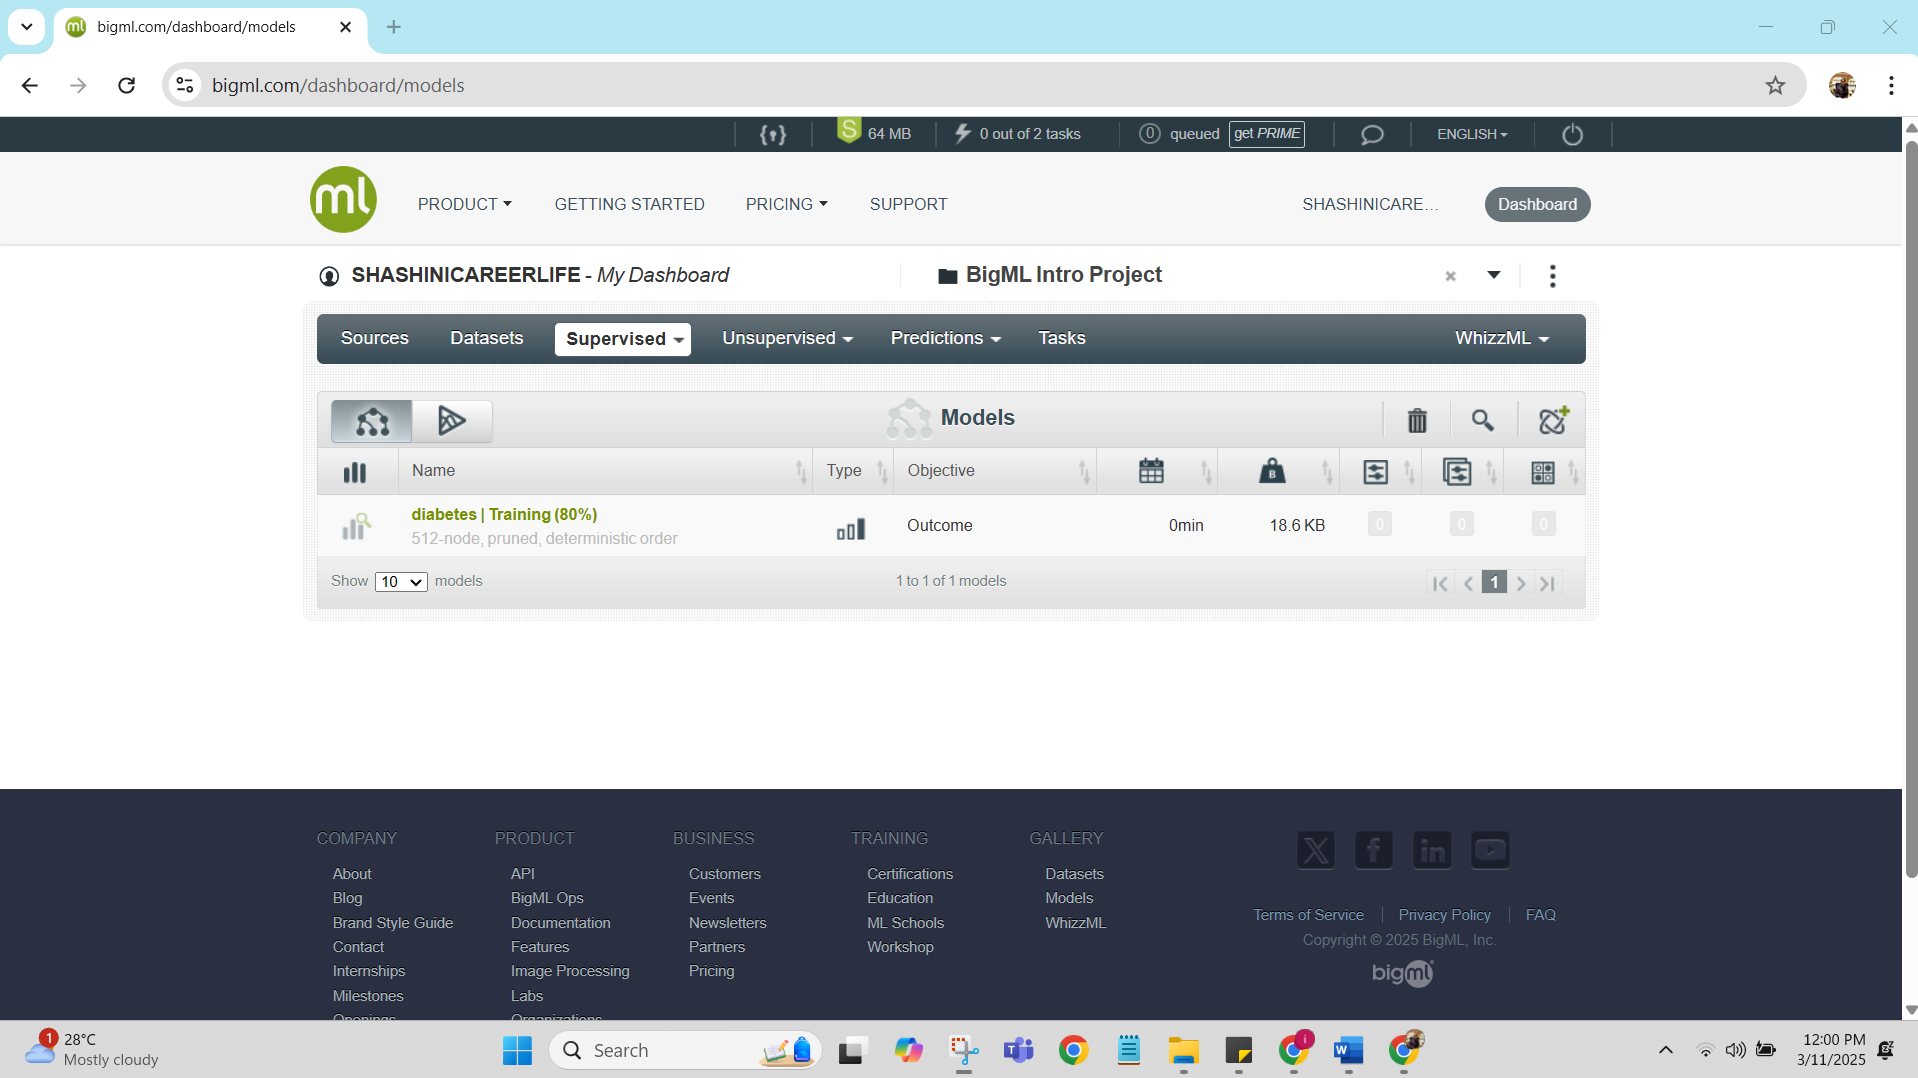 bigml.com/dashboard/models
bigml.com/dashboard/models
S 64 MB 0 out of 2 tasks 0 queued get PRIME ENGLISH
ml PRODUCT GETTING STARTED PRICING SUPPORT SHASHINICARE... Dashboard
SHASHINICAREERLIFE - My Dashboard BigML Intro Project
Sources Datasets Supervised Unsupervised Predictions Tasks WhizzML
Models
Name Type Objective B
diabetes | Training (80%)
512-node, pruned, deterministic order
Outcome 0min 18.6 KB 0 0 0
Show 10 models 1 to 1 of 1 models 1
COMPANY PRODUCT BUSINESS TRAINING GALLERY
About API Customers Certifications Datasets
Blog BigML Ops Events Education Models
Brand Style Guide Documentation Newsletters ML Schools WhizzML
Contact Features Partners Workshop
Internships Image Processing Pricing
Milestones Labs
Openings Organizations
Terms of Service Privacy Policy FAQ
Copyright © 2025 BigML, Inc.
bigml
1 28°C
Mostly cloudy
Search
12:00 PM
3/11/2025